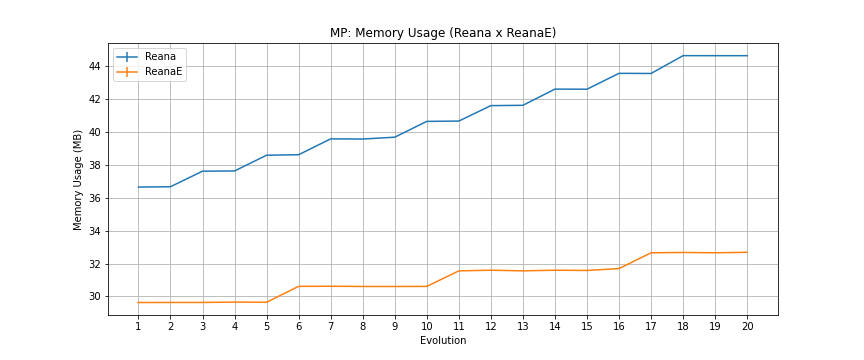 MP: Memory Usage (Reana x ReanaE)
Reana
ReanaE
Memory Usage (MB)
44
42
40
38
36
34
32
30
1 2 3 4 5 6 7 8 9 10 11 12 13 14 15 16 17 18 19 20
Evolution